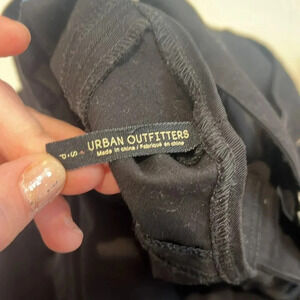 URBAN OUTFITTERS
Made in china / Fabriqué en chine